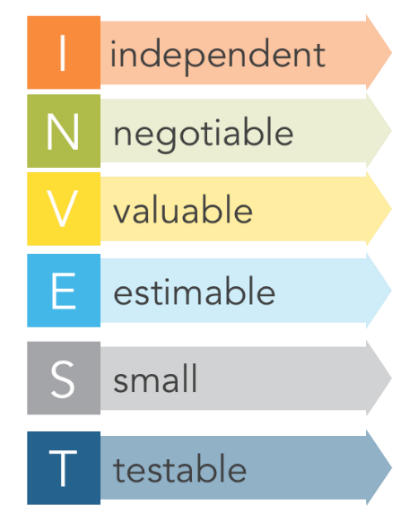 I independent
N negotiable
V valuable
E estimable
S small
T testable